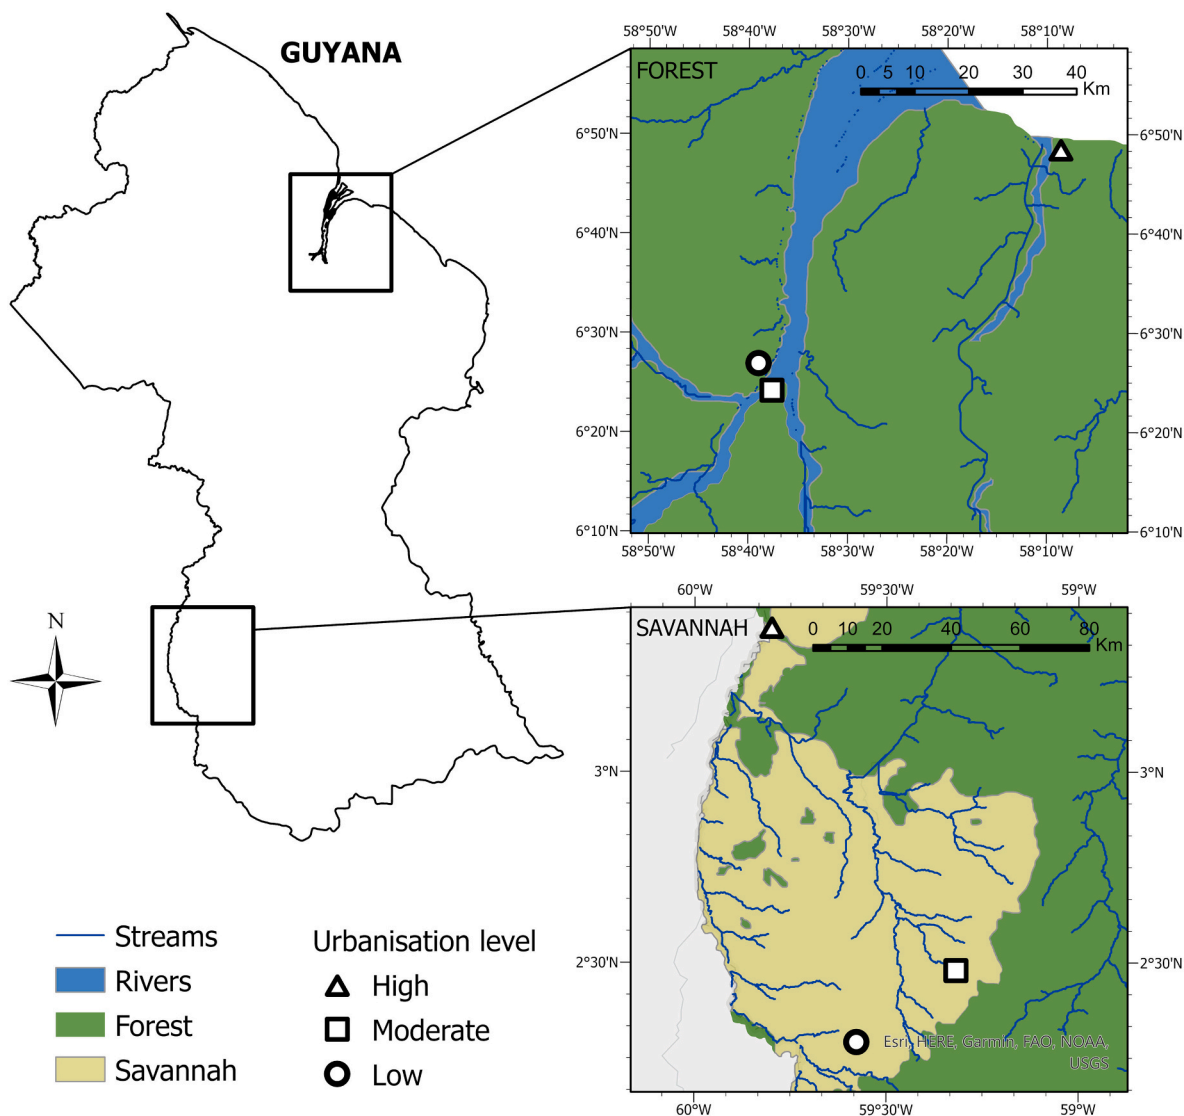 GUYANA
N
58°50'W 58°40'W 58°30'W 58°20'W 58°10'W
FOREST
0 5 10 20 30 40
Km
6°50'N 6°50'N
6°40'N 6°40'N
6°30'N 6°30'N
6°20'N 6°20'N
6°10'N 6°10'N
58°50'W 58°40'W 58°30'W 58°20'W 58°10'W
60°W 59°30'W 59°W
SAVANNAH
0 10 20 40 60 80
Km
3°N 3°N
2°30'N 2°30'N
Esri, HERE, Garmin, FAO, NOAA,
USGS
60°W 59°30'W 59°W
Streams
Rivers
Forest
Savannah
Urbanisation level
High
Moderate
Low